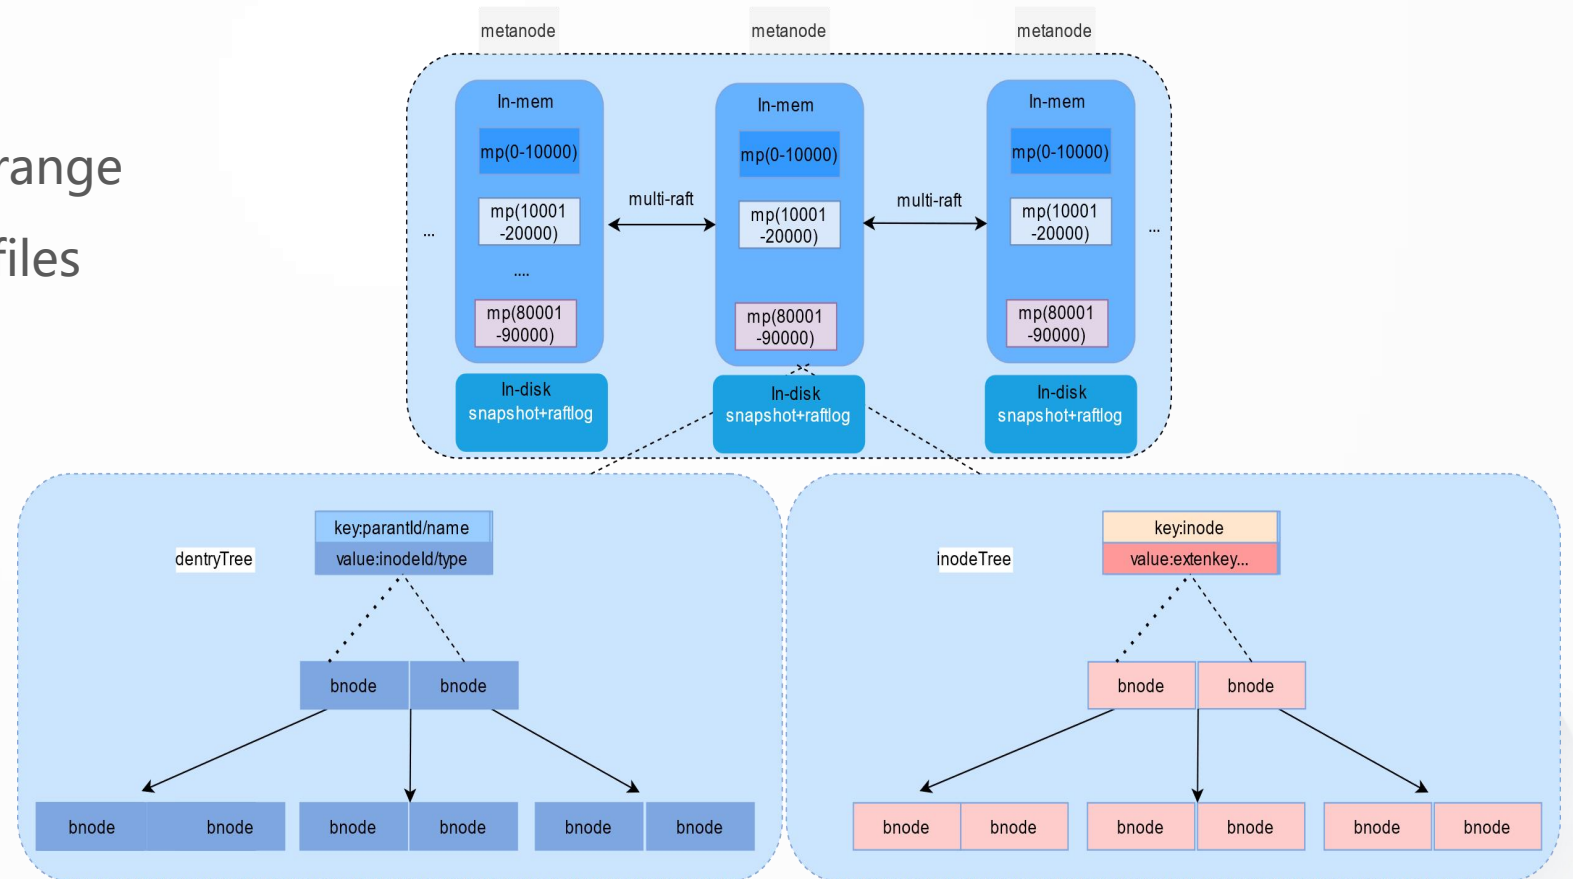 range
files
metanode
metanode
metanode
In-mem
mp(0-10000)
mp(10001
-20000)
....
mp(80001
-90000)
In-disk
snapshot+raftlog
...
multi-raft
In-mem
mp(0-10000)
mp(10001
-20000)
mp(80001
-90000)
In-disk
snapshot+raftlog
multi-raft
In-mem
mp(0-10000)
mp(10001
-20000)
mp(80001
-90000)
In-disk
snapshot+raftlog
...
dentryTree
key:parantId/name
value:inodeId/type
bnode
bnode
bnode
bnode
bnode
bnode
bnode
bnode
inodeTree
key:inode
value:extenkey...
bnode
bnode
bnode
bnode
bnode
bnode
bnode
bnode